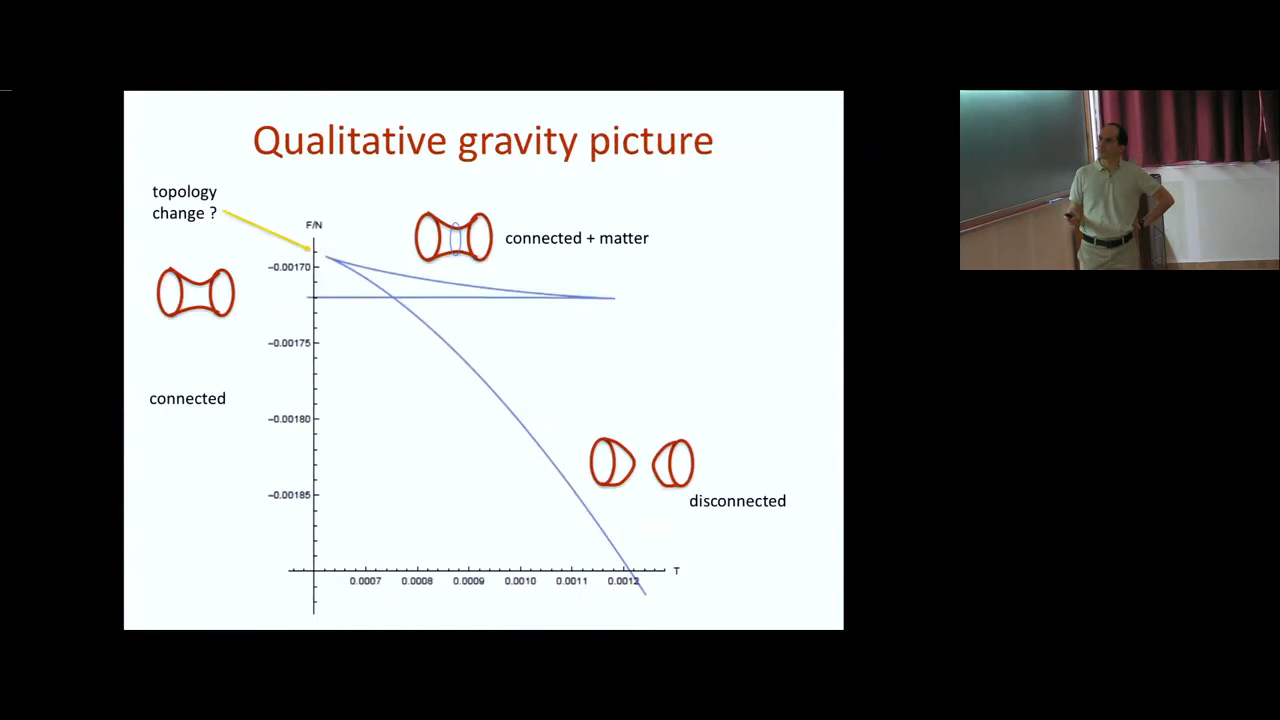 Qualitative gravity picture
topology
change ?
F/N
connected + matter
−0.00170
−0.00175
connected
−0.00180
−0.00185
disconnected
T
0.0007 0.0008 0.0009 0.0010 0.0011 0.0012